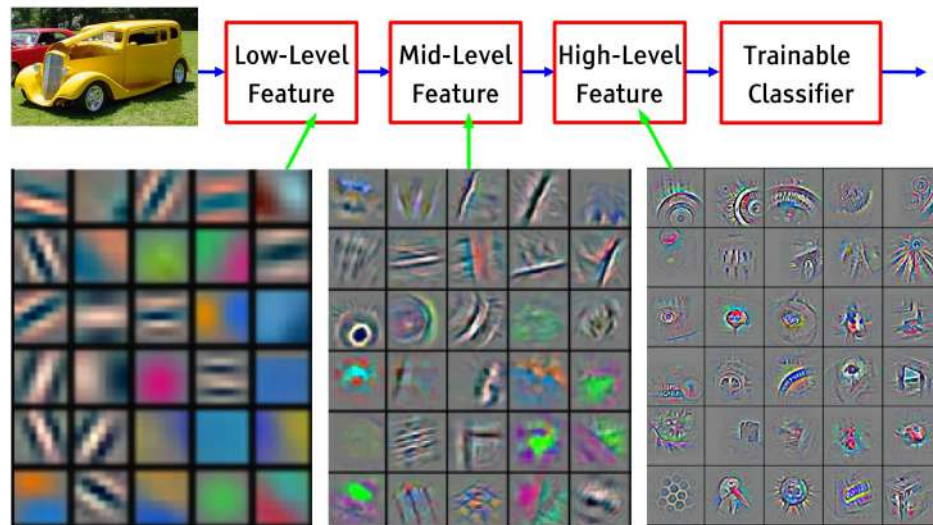 Low-Level
Feature
Mid-Level
Feature
High-Level
Feature
Trainable
Classifier